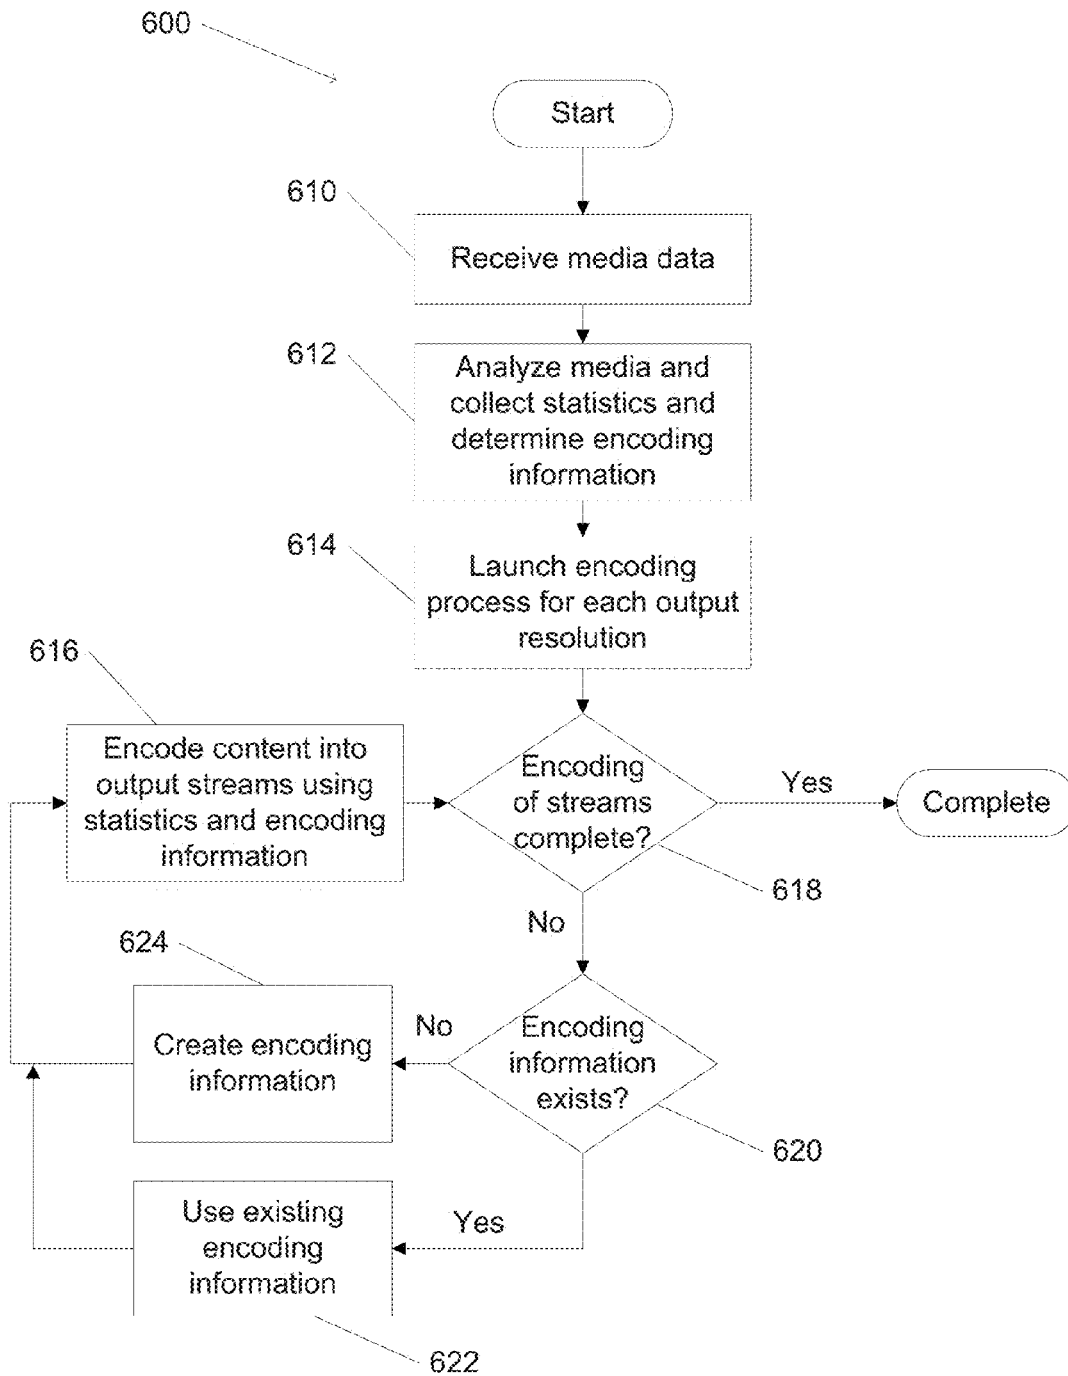 600
Start
610
Receive media data
612
Analyze media and
collect statistics and
determine encoding
information
614
Launch encoding
process for each output
resolution
616
Encode content into
output streams using
statistics and encoding
information
Encoding
of streams
complete?
Yes
Complete
618
No
624
Create encoding
information
No
Encoding
information
exists?
620
Use existing
encoding
information
Yes
622